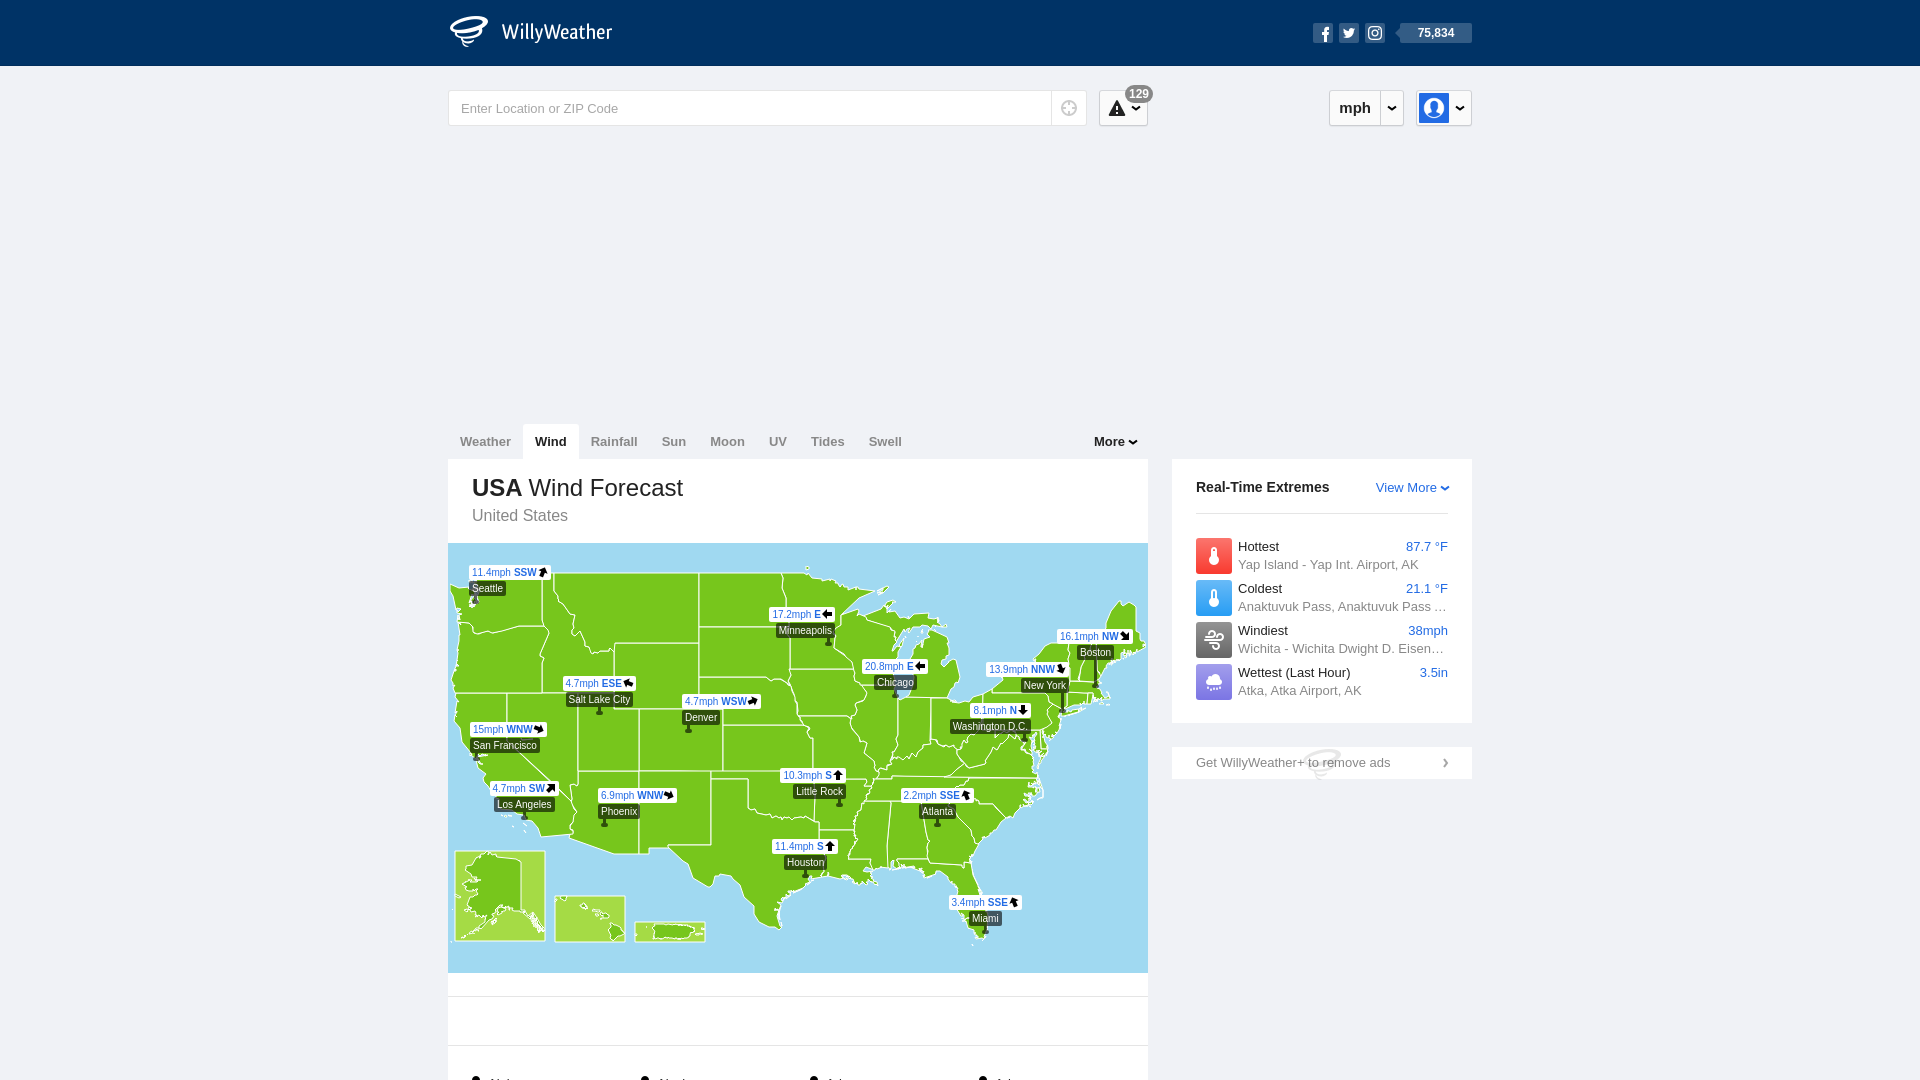 WillyWeather
75,834
Enter Location or ZIP Code
129
mph
Weather Wind Rainfall Sun Moon UV Tides Swell More
USA Wind Forecast
United States
11.4mph SSW
Seattle
17.2mph E
Minneapolis
16.1mph NW
Boston
20.8mph E
Chicago
13.9mph NNW
New York
4.7mph ESE
Salt Lake City
4.7mph WSW
Denver
8.1mph N
Washington D.C.
15mph WNW
San Francisco
10.3mph S
Little Rock
4.7mph SW
Los Angeles
6.9mph WNW
Phoenix
2.2mph SSE
Atlanta
11.4mph S
Houston
3.4mph SSE
Miami
Real-Time Extremes View More
Hottest 87.7 °F
Yap Island - Yap Int. Airport, AK
Coldest 21.1 °F
Anaktuvuk Pass, Anaktuvuk Pass ...
Windiest 38mph
Wichita - Wichita Dwight D. Eisen...
Wettest (Last Hour) 3.5in
Atka, Atka Airport, AK
Get WillyWeather+ to remove ads